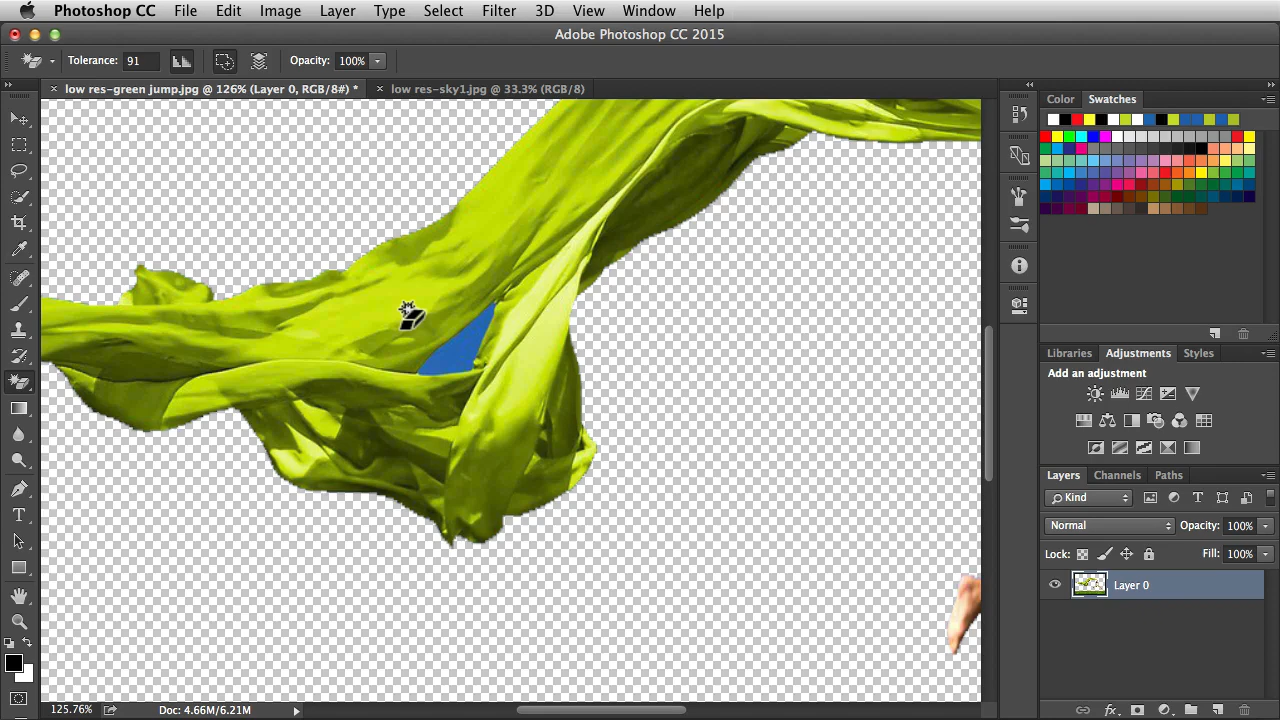 Photoshop CC File Edit Image Layer Type Select Filter 3D View Window Help
Adobe Photoshop CC 2015
Tolerance: 91 Opacity: 100%
low res-green jump.jpg @ 126% (Layer 0, RGB/8#) * low res-sky1.jpg @ 33.3% (RGB/8)
Color Swatches
Libraries Adjustments Styles
Add an adjustment
Layers Channels Paths
Kind
Normal Opacity: 100%
Lock: Fill: 100%
Layer 0
T
125.76% Doc: 4.66M/6.21M
fx